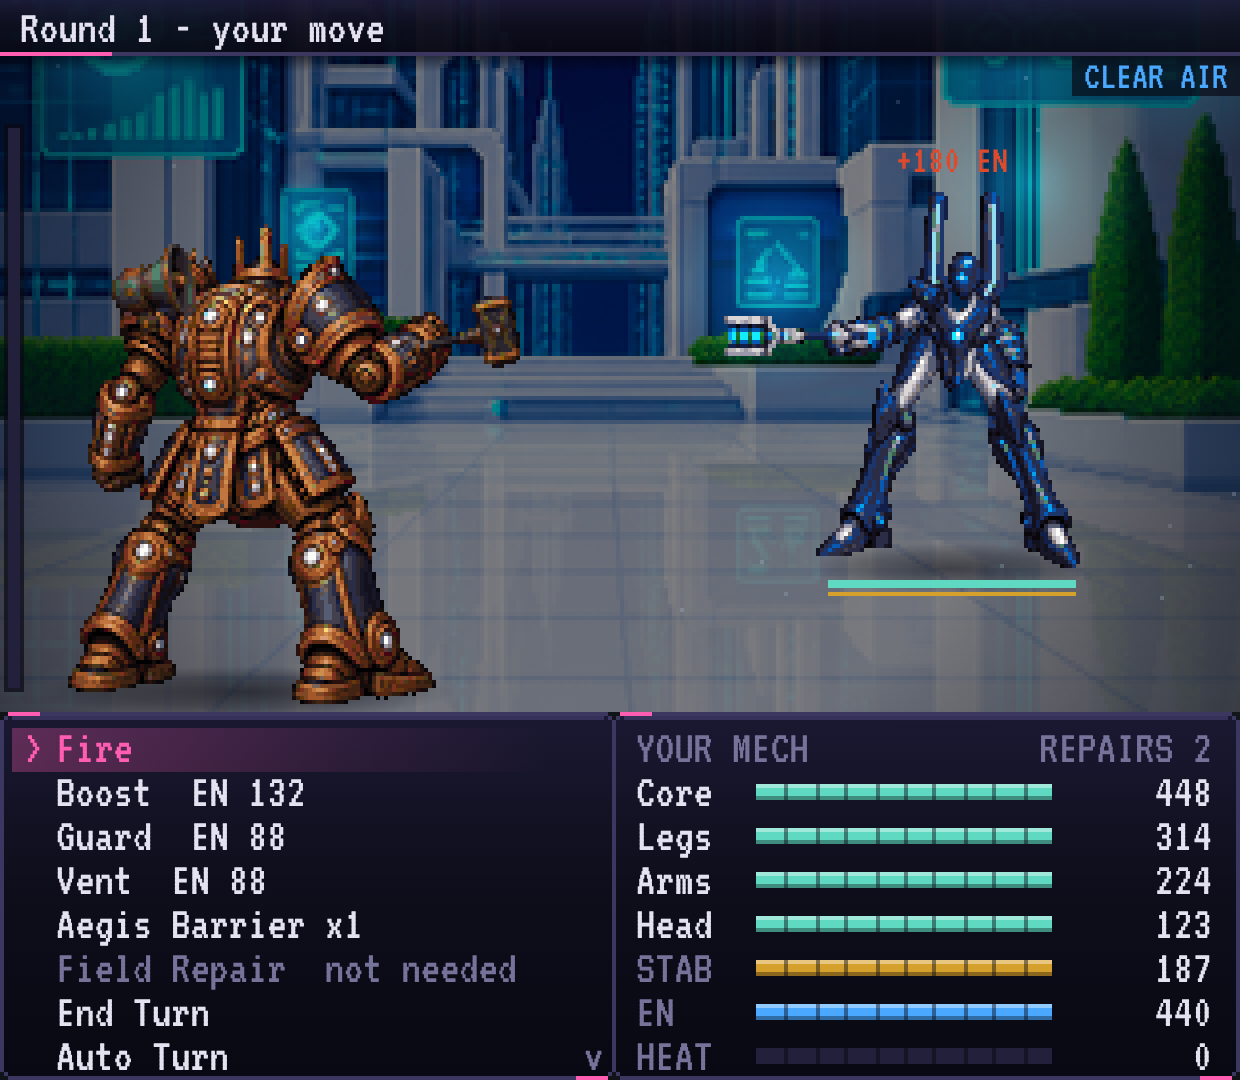 Round 1 - your move
CLEAR AIR
+180 EN
> Fire
Boost EN 132
Guard EN 88
Vent EN 88
Aegis Barrier x1
Field Repair not needed
End Turn
Auto Turn v
YOUR MECH REPAIRS 2
Core 448
Legs 314
Arms 224
Head 123
STAB 187
EN 440
HEAT 0